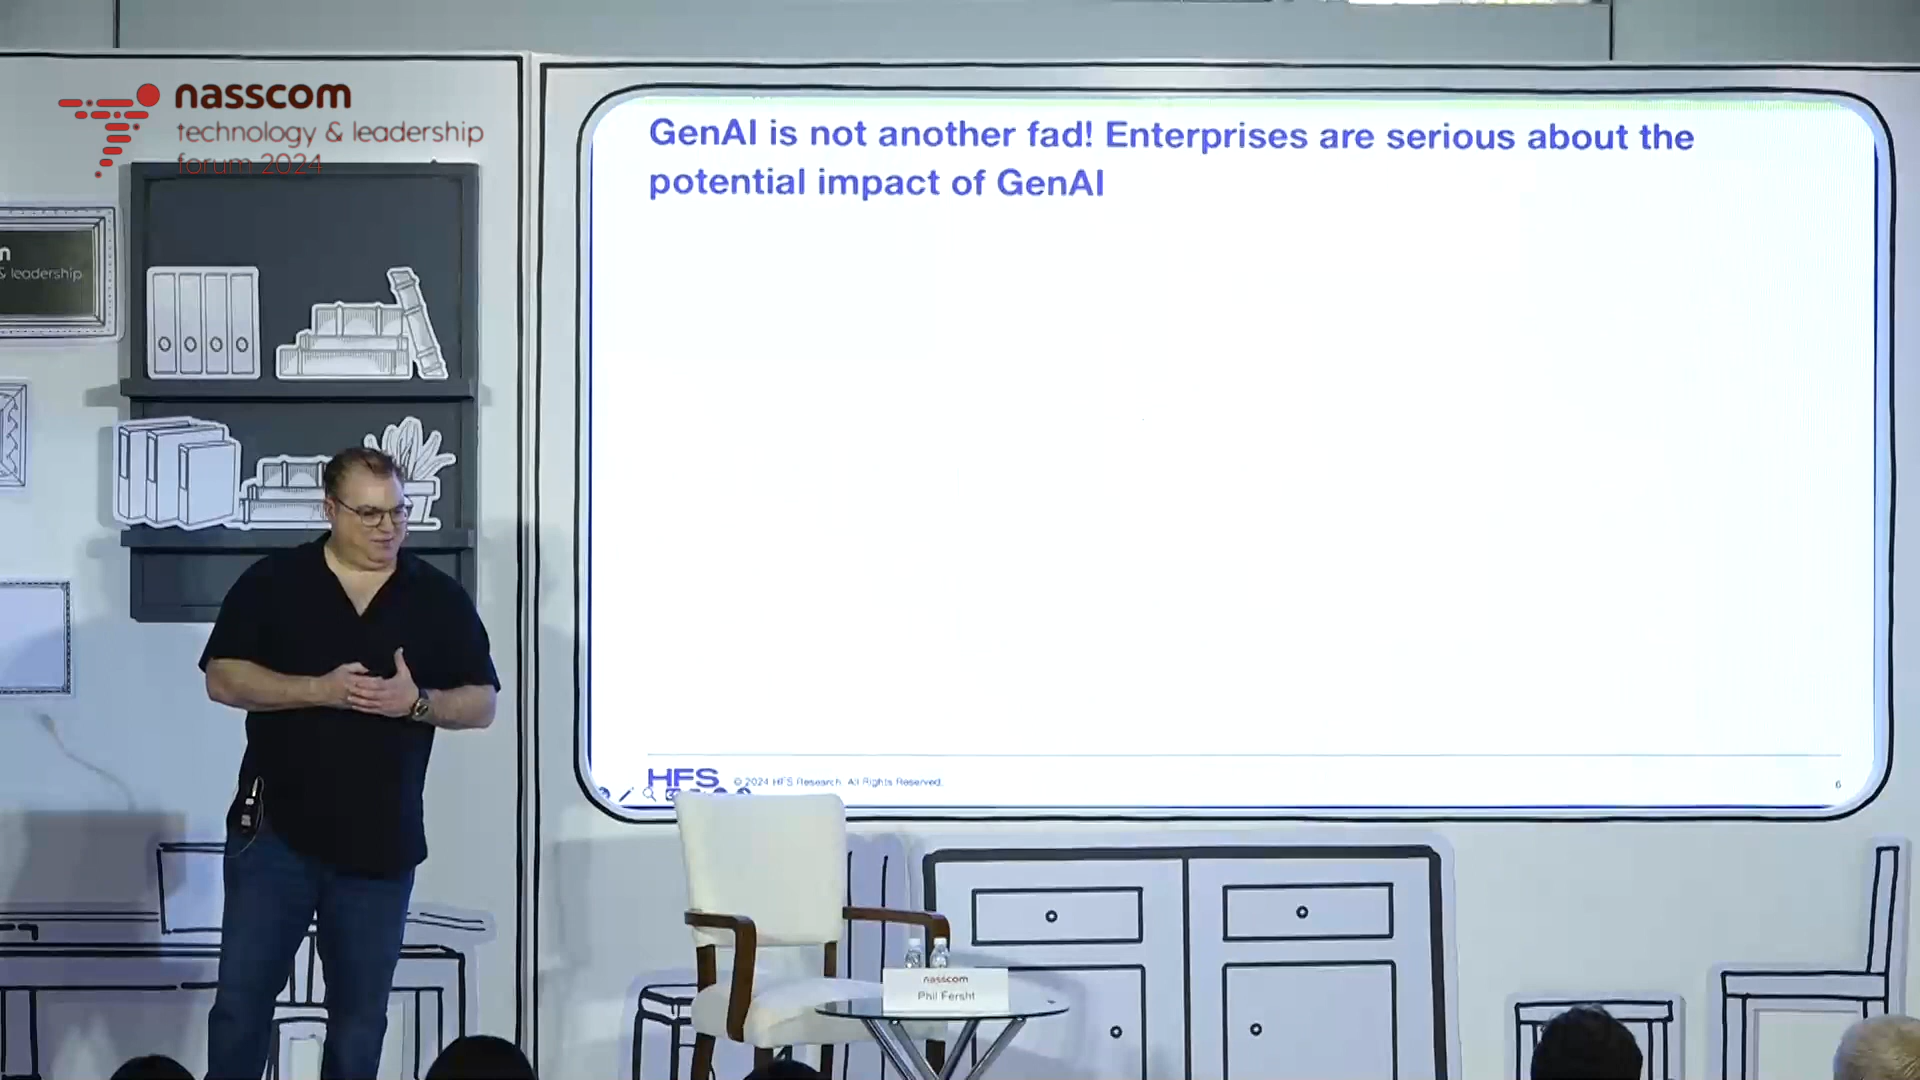 nasscom
technology & leadership
forum 2024
n
& leadership
GenAI is not another fad! Enterprises are serious about the
potential impact of GenAI
HFS
© 2024 HFS Research. All Rights Reserved.
6
nasscom
Phil Fersht